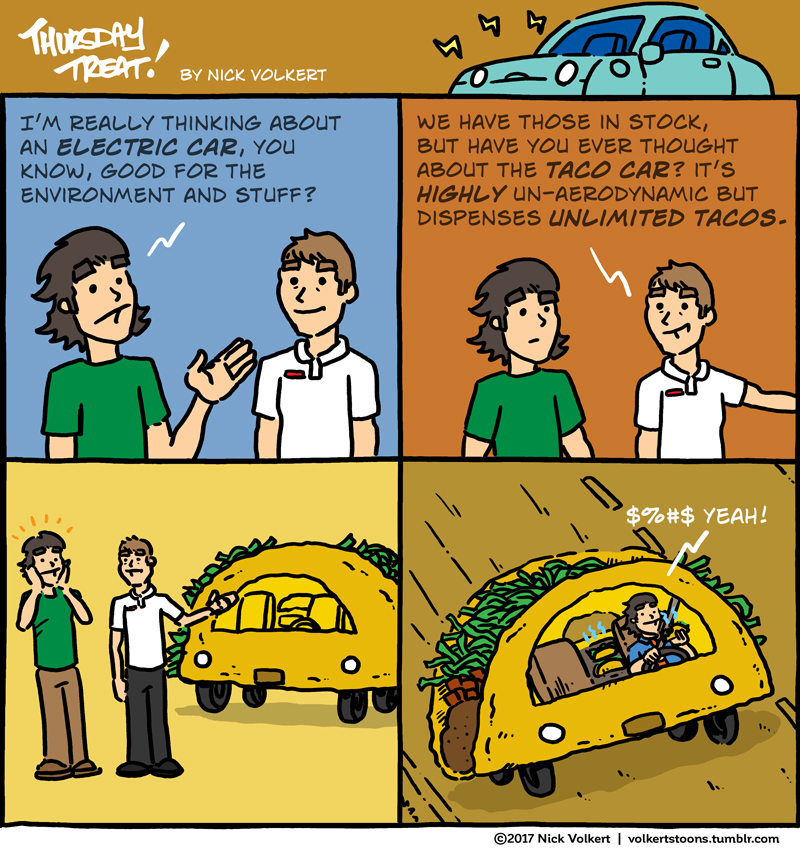 THURSDAY
TREAT!
BY NICK VOLKERT
I'M REALLY THINKING ABOUT
AN ELECTRIC CAR, YOU
KNOW, GOOD FOR THE
ENVIRONMENT AND STUFF?
WE HAVE THOSE IN STOCK,
BUT HAVE YOU EVER THOUGHT
ABOUT THE TACO CAR? IT'S
HIGHLY UN-AERODYNAMIC BUT
DISPENSES UNLIMITED TACOS.
$%#$ YEAH!
©2017 Nick Volkert | volkertstoons.tumblr.com